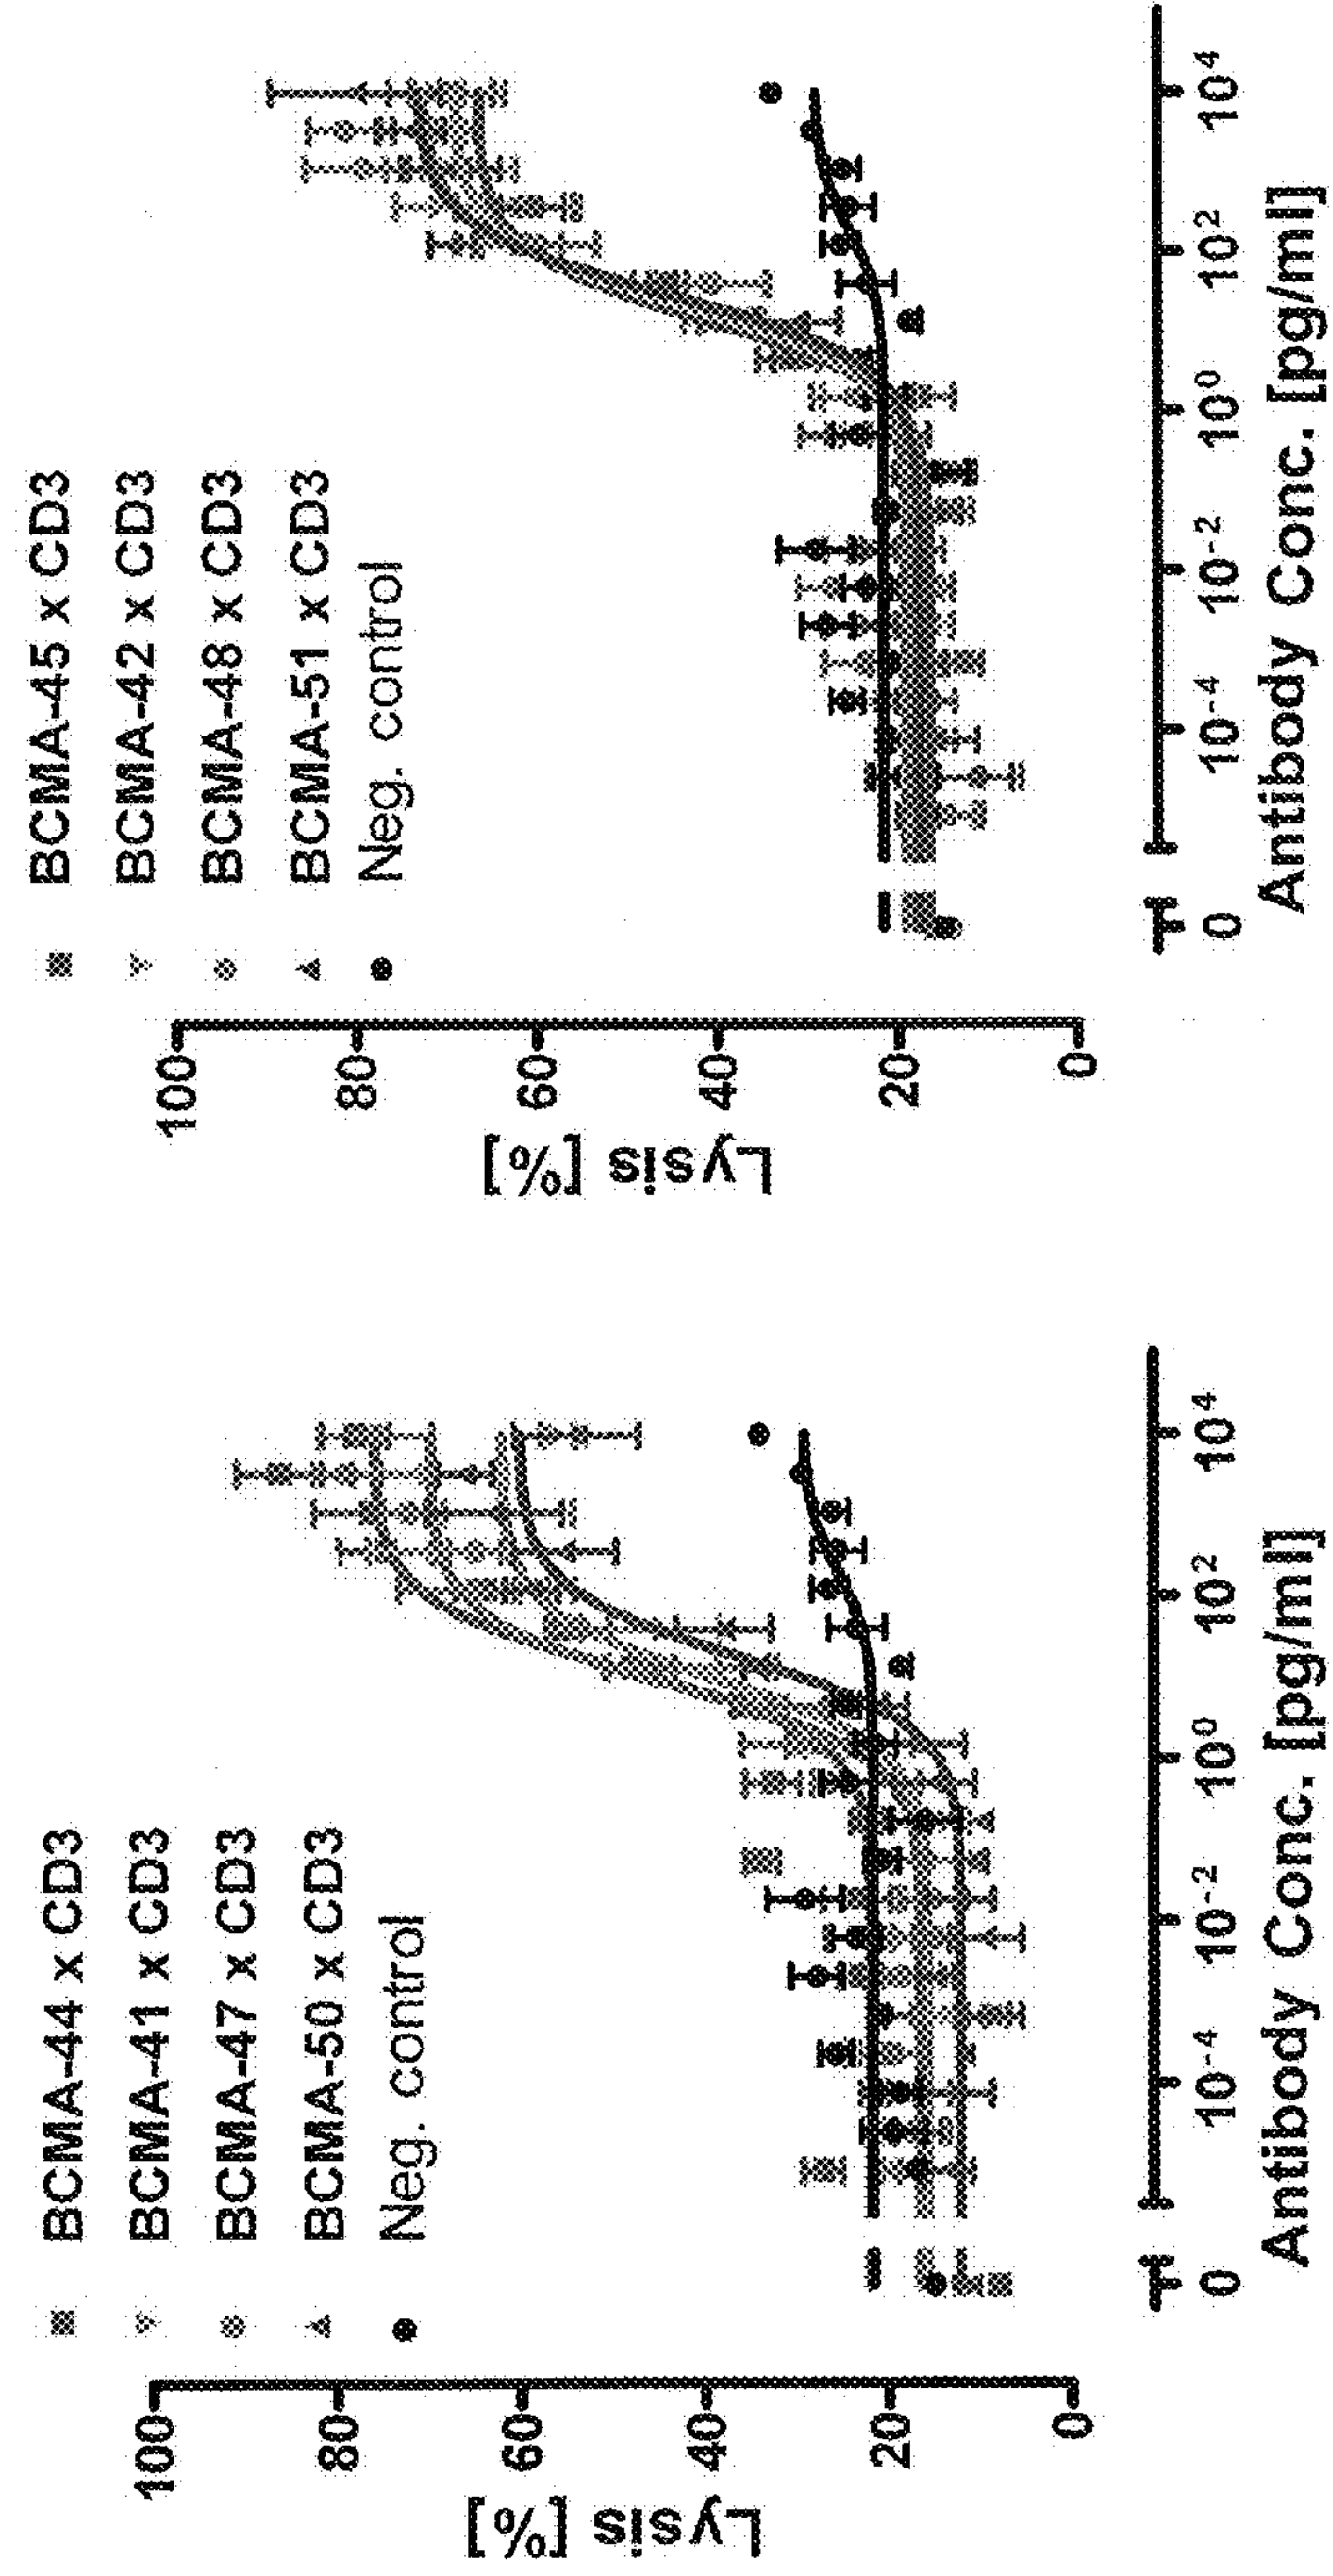 BCMA-44 x CD3
BCMA-41 x CD3
BCMA-47 x CD3
BCMA-50 x CD3
Neg. control
Lysis [%]
100
80
60
40
20
0
0
10-4
10-2
100
102
104
Antibody Conc. [pg/ml]
BCMA-45 x CD3
BCMA-42 x CD3
BCMA-48 x CD3
BCMA-51 x CD3
Neg. control
Lysis [%]
100
80
60
40
20
0
0
10-4
10-2
100
102
104
Antibody Conc. [pg/ml]